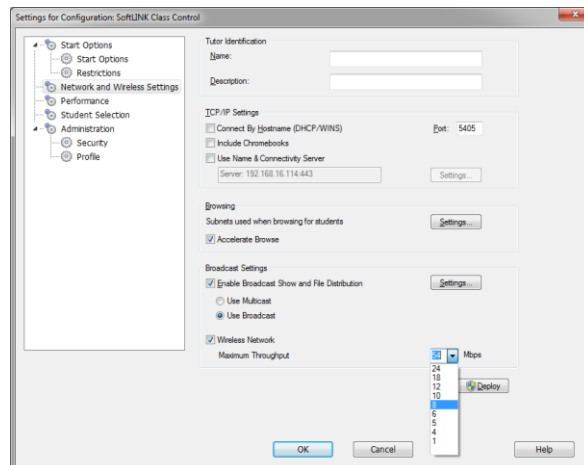 Settings for Configuration: SoftLINK Class Control
Start Options
Start Options
Restrictions
Network and Wireless Settings
Performance
Student Selection
Administration
Security
Profile
Tutor Identification
Name:
Description:
TCP/IP Settings
Connect By Hostname (DHCP/WINS) Port: 5405
Include Chromebooks
Use Name & Connectivity Server
Server: 192.168.16.114:443 Settings...
Browsing
Subnets used when browsing for students Settings...
Accelerate Browse
Broadcast Settings
Enable Broadcast Show and File Distribution Settings...
Use Multicast
Use Broadcast
Wireless Network
Maximum Throughput 54 Mbps
24
18
12
10
8
6
5
4
1
Deploy
OK Cancel Help